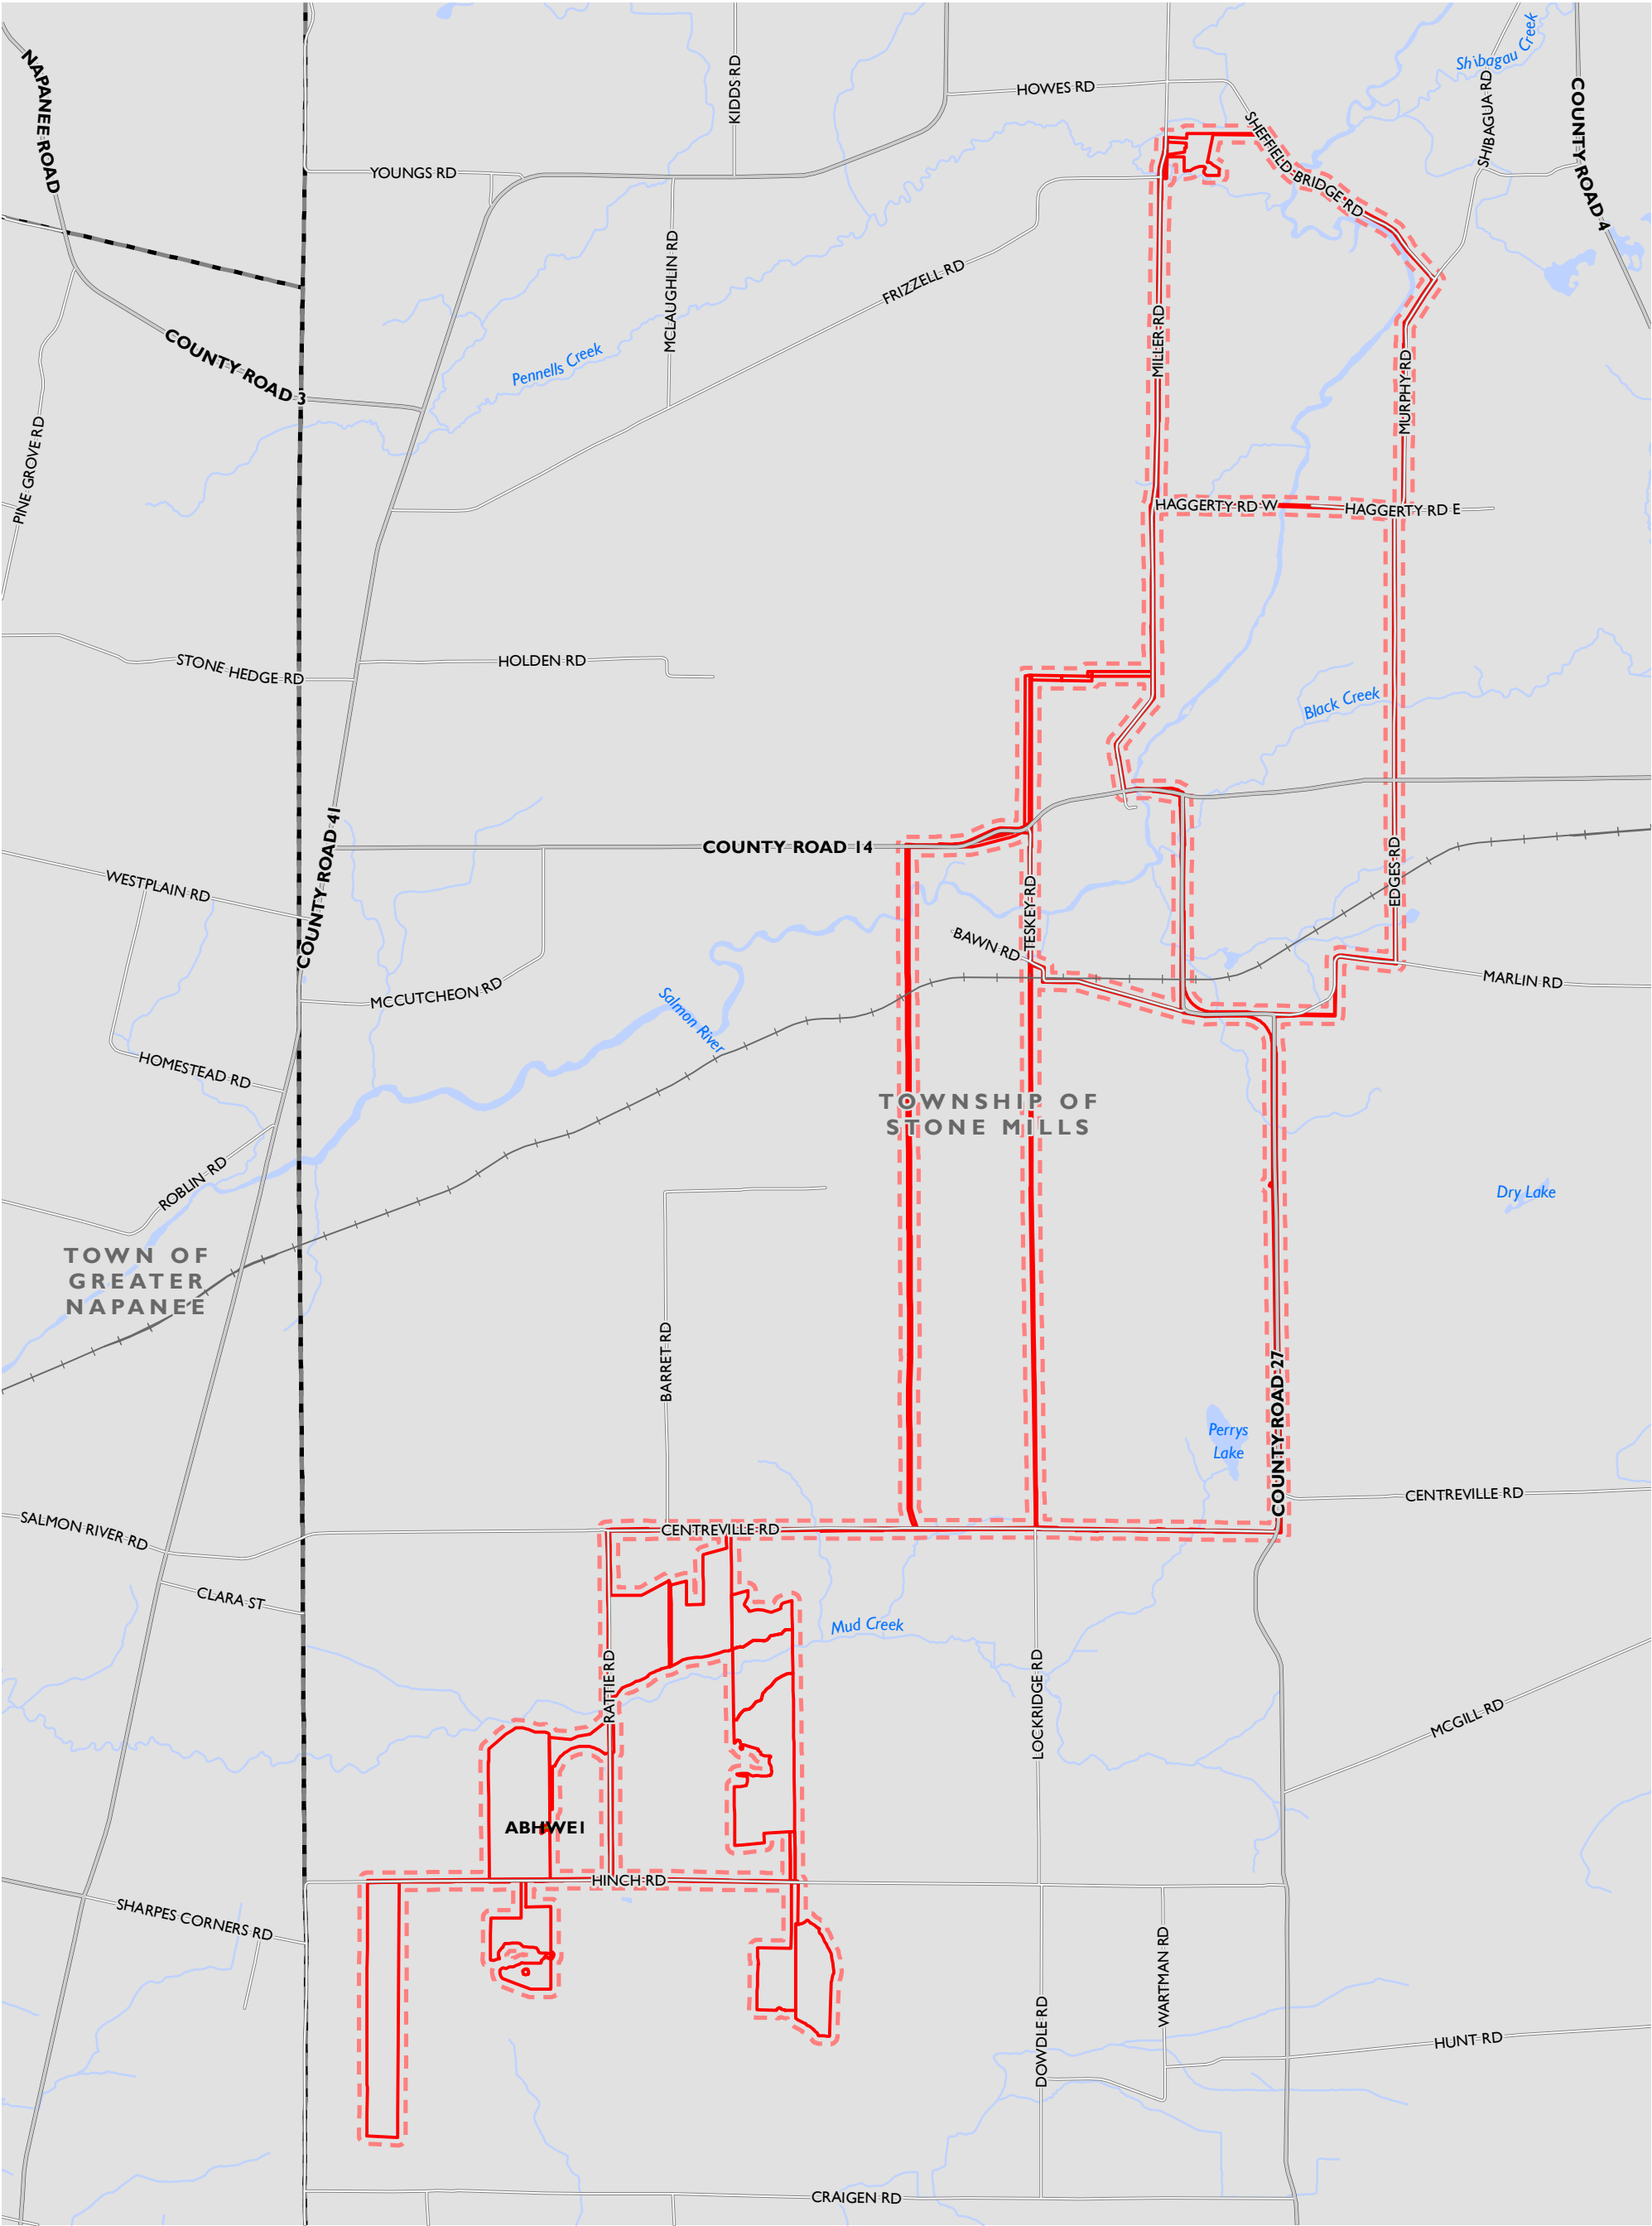 Shibagau Creek
NAPANEE ROAD
KIDDS RD
HOWES RD
SHIBAGUA RD
COUNTY ROAD 4
SHEFFIELD BRIDGE RD
YOUNGS RD
MCLAUGHLIN RD
FRIZZELL RD
MILLER RD
COUNTY ROAD 3
Pennells Creek
MURPHY RD
PINE GROVE RD
HAGGERTY RD W
HAGGERTY RD E
STONE HEDGE RD
HOLDEN RD
Black Creek
COUNTY ROAD 41
COUNTY ROAD 14
EDGES RD
WESTPLAIN RD
TESKEY RD
BAWN RD
MARLIN RD
MCCUTCHEON RD
Salmon River
HOMESTEAD RD
TOWNSHIP OF
STONE MILLS
ROBLIN RD
Dry Lake
TOWN OF
GREATER
NAPANEE
BARRET RD
COUNTY ROAD 27
Perrys
Lake
CENTREVILLE RD
SALMON RIVER RD
CENTREVILLE RD
CLARA ST
Mud Creek
RATTIE RD
LOCKRIDGE RD
MCGILL RD
ABHWE1
HINCH RD
SHARPES CORNERS RD
WARTMAN RD
DOWDLE RD
HUNT RD
CRAIGEN RD